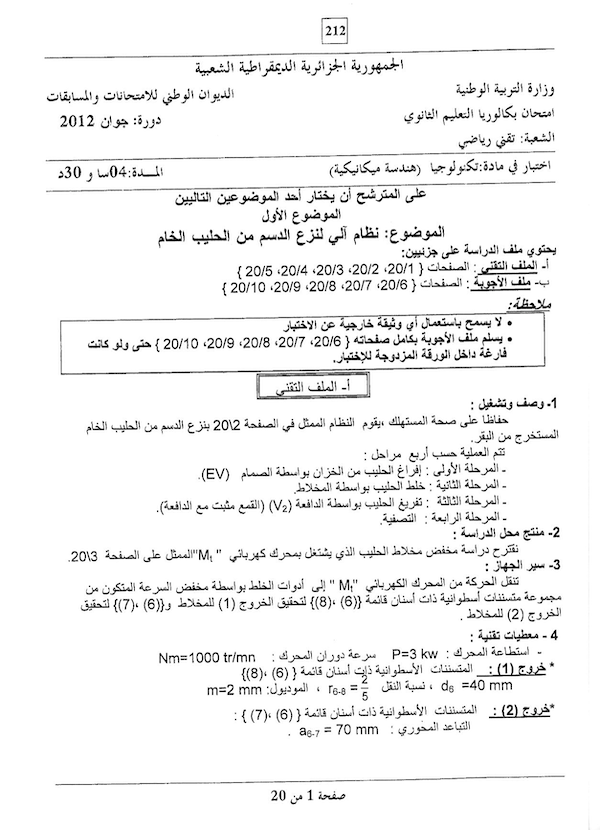 212
الجمهورية الجزائرية الديمقراطية الشعبية
وزارة التربية الوطنية الديوان الوطني للامتحانات والمسابقات
امتحان بكالوريا التعليم الثانوي دورة: جوان 2012
الشعبة: تقني رياضي
اختبار في مادة:تكنولوجيا (هندسة ميكانيكية) المـدة:04سا و 30د
على المترشح أن يختار أحد الموضوعين التاليين
الموضوع الأول
الموضوع: نظام آلي لنزع الدسم من الحليب الخام
يحتوي ملف الدراسة على جزئيين:
أ- الملف التقني : الصفحات { 20/1، 20/2، 20/3، 20/4، 20/5 }
ب- ملف الأجوبة : الصفحات { 20/6، 20/7، 20/8، 20/9، 20/10 }
ملاحظة:
• لا يسمح باستعمال أي وثيقة خارجية عن الاختبار
• يسلم ملف الأجوبة بكامل صفحاته { 20/6، 20/7، 20/8، 20/9، 20/10 } حتى ولو كانت
فارغة داخل الورقة المزدوجة للإختبار.
أ- الملف التقني
1- وصف وتشغيل :
حفاظا على صحة المستهلك ،يقوم النظام الممثل في الصفحة 2\20 بنزع الدسم من الحليب الخام
المستخرج من البقر.
تتم العملية حسب أربع مراحل :
ـ المرحلة الأولى : إفراغ الحليب من الخزان بواسطة الصمام (EV).
ـ المرحلة الثانية : خلط الحليب بواسطة المخلاط.
ـ المرحلة الثالثة : تفريغ الحليب بواسطة الدافعة (V2) (القمع مثبت مع الدافعة).
ـ المرحلة الرابعة : التصفية.
2- منتج محل الدراسة :
نقترح دراسة مخفض مخلاط الحليب الذي يشتغل بمحرك كهربائي "Mt "الممثل على الصفحة 3\20.
3- سير الجهاز :
تنقل الحركة من المحرك الكهربائي "Mt " إلى أدوات الخلط بواسطة مخفض السرعة المتكون من
مجموعة متسننات أسطوانية ذات أسنان قائمة {(6) ،(8)} لتحقيق الخروج (1) للمخلاط و{(6) ،(7)} لتحقيق
الخروج (2) للمخلاط .
4 - معطيات تقنية :
- استطاعة المحرك : P=3 kw سرعة دوران المحرك : Nm=1000 tr/mn
* خروج (1) : المتسننات الأسطوانية ذات أسنان قائمة { (6) ،(8)}
d6 =40 mm ، نسبة النقل r6-8 = 2/5 ، الموديول: m=2 mm
*خروج (2) : المتسننات الأسطوانية ذات أسنان قائمة { (6) ،(7) } :
التباعد المحوري : a6-7 = 70 mm .
صفحة 1 من 20